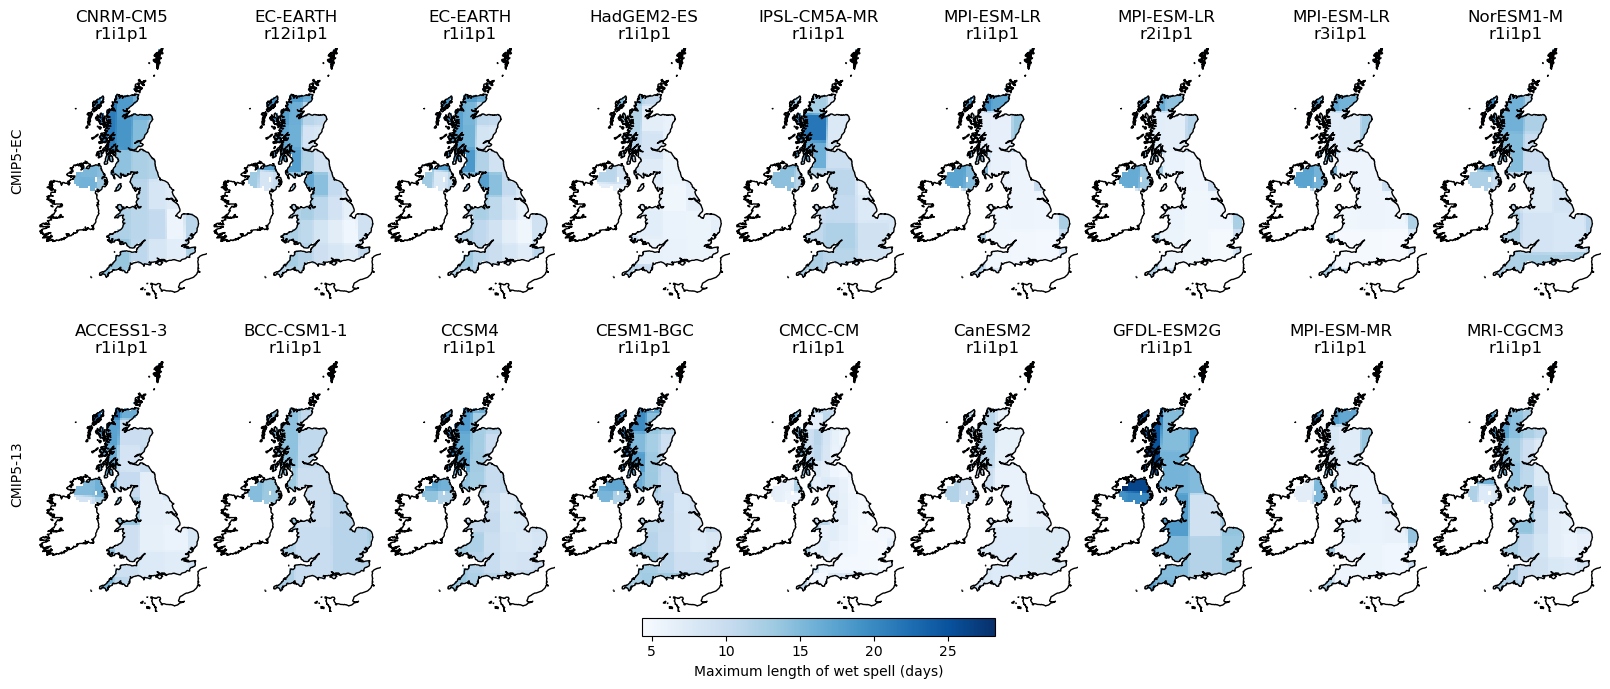 CNRM-CM5
r1i1p1
EC-EARTH
r12i1p1
EC-EARTH
r1i1p1
HadGEM2-ES
r1i1p1
IPSL-CM5A-MR
r1i1p1
MPI-ESM-LR
r1i1p1
MPI-ESM-LR
r2i1p1
MPI-ESM-LR
r3i1p1
NorESM1-M
r1i1p1
CMIP5-EC
ACCESS1-3
r1i1p1
BCC-CSM1-1
r1i1p1
CCSM4
r1i1p1
CESM1-BGC
r1i1p1
CMCC-CM
r1i1p1
CanESM2
r1i1p1
GFDL-ESM2G
r1i1p1
MPI-ESM-MR
r1i1p1
MRI-CGCM3
r1i1p1
CMIP5-13
5 10 15 20 25
Maximum length of wet spell (days)